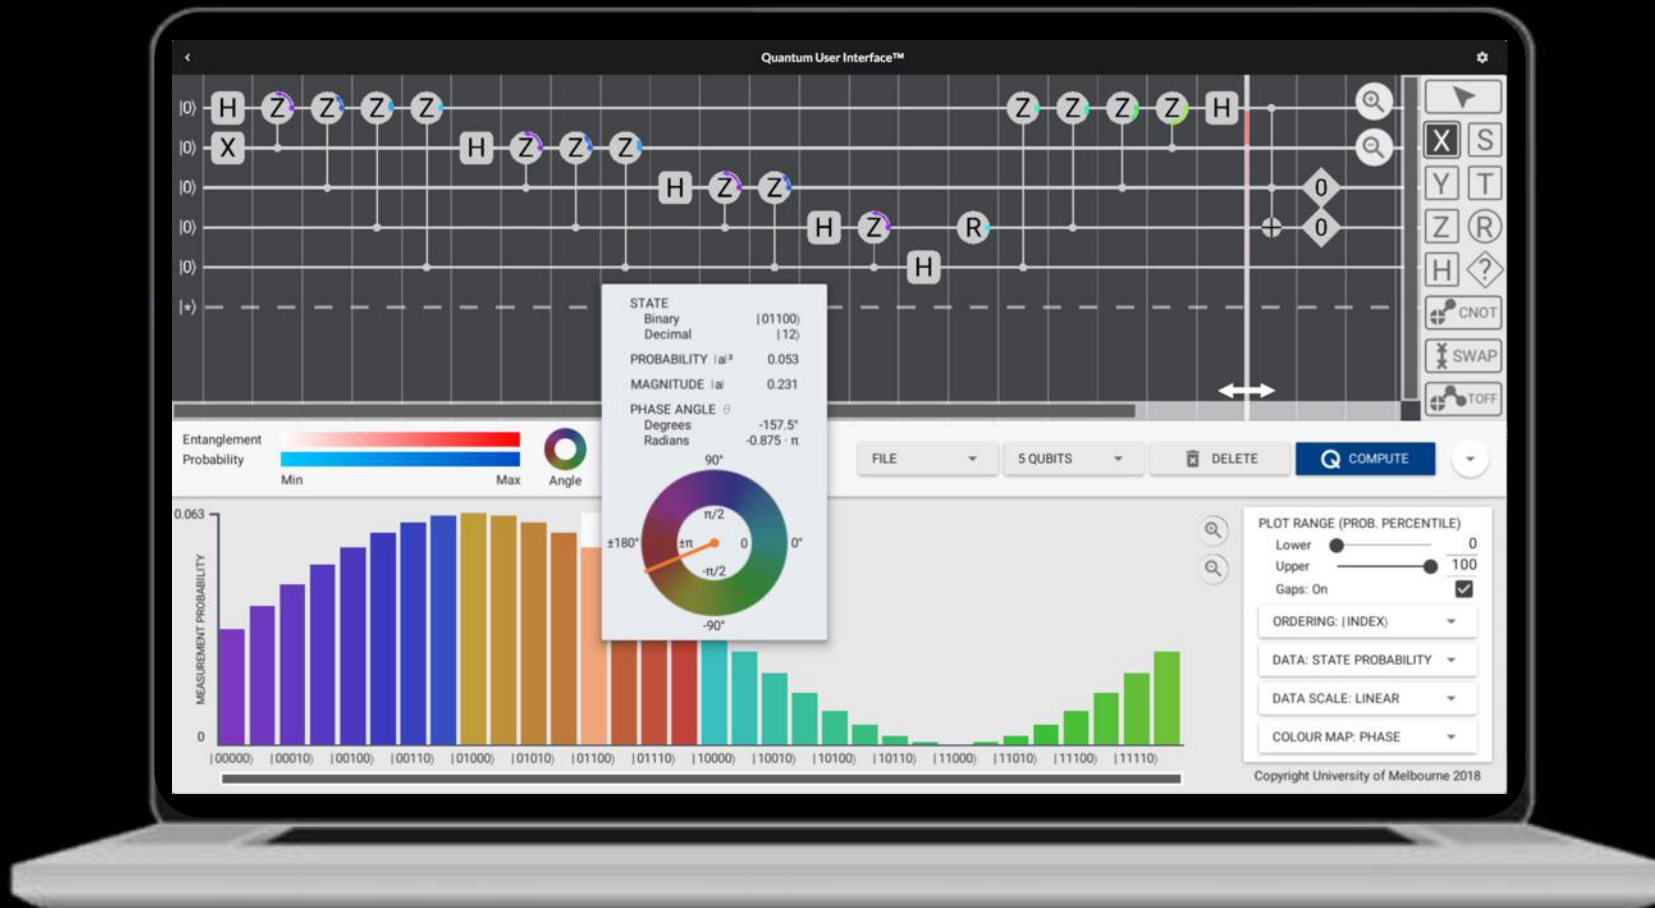 Quantum User Interface™
|0⟩ H Z Z Z Z Z Z Z Z H
|0⟩ X H Z Z Z
|0⟩ H Z Z 0
|0⟩ H Z R 0
|0⟩ H
|*⟩
X S
Y T
Z R
H ?
CNOT
SWAP
TOFF
Entanglement
Probability
Min Max Angle
FILE 5 QUBITS DELETE Q COMPUTE
STATE
Binary |01100⟩
Decimal |12⟩
PROBABILITY |a|² 0.053
MAGNITUDE |a| 0.231
PHASE ANGLE θ
Degrees -157.5°
Radians -0.875 · π
90°
π/2
±180° ±π 0 0°
-π/2
-90°
0.063
MEASUREMENT PROBABILITY
0
|00000⟩ |00010⟩ |00100⟩ |00110⟩ |01000⟩ |01010⟩ |01100⟩ |01110⟩ |10000⟩ |10010⟩ |10100⟩ |10110⟩ |11000⟩ |11010⟩ |11100⟩ |11110⟩
PLOT RANGE (PROB. PERCENTILE)
Lower 0
Upper 100
Gaps: On
ORDERING: |INDEX⟩
DATA: STATE PROBABILITY
DATA SCALE: LINEAR
COLOUR MAP: PHASE
Copyright University of Melbourne 2018